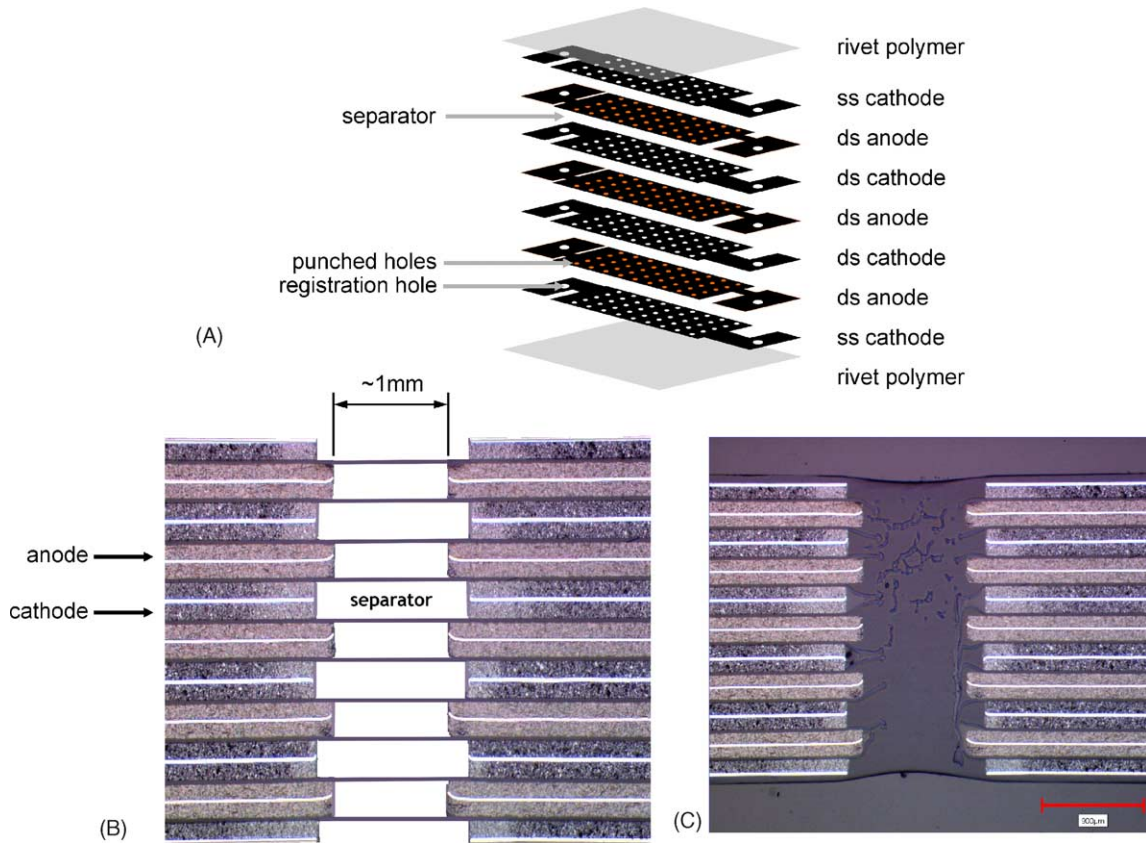 rivet polymer
ss cathode
separator
ds anode
ds cathode
ds anode
ds cathode
punched holes
registration hole
ds anode
ss cathode
(A)
rivet polymer
~1mm
anode
cathode
separator
(B)
(C)